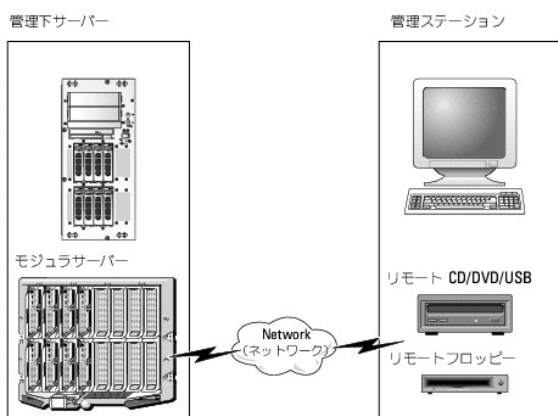 管理下サーバー
管理ステーション
モジュラサーバー
リモート CD/DVD/USB
Network
(ネットワーク)
リモートフロッピー